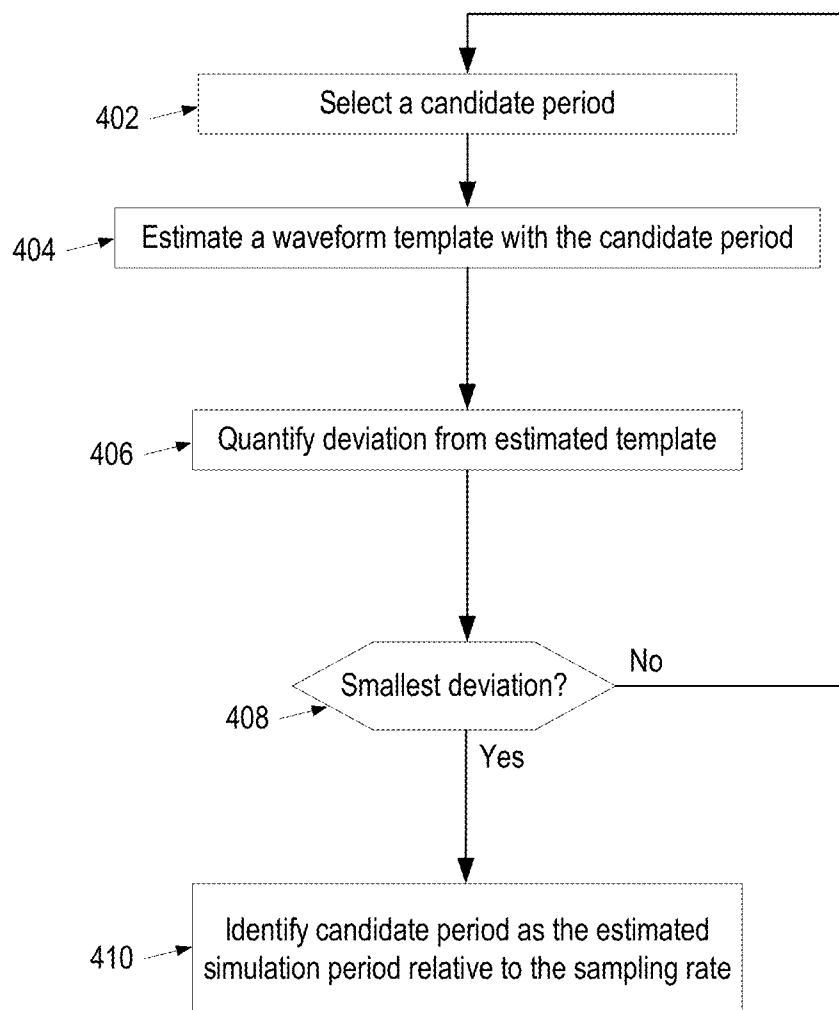 402
Select a candidate period
404
Estimate a waveform template with the candidate period
406
Quantify deviation from estimated template
408
Smallest deviation?
No
Yes
410
Identify candidate period as the estimated
simulation period relative to the sampling rate